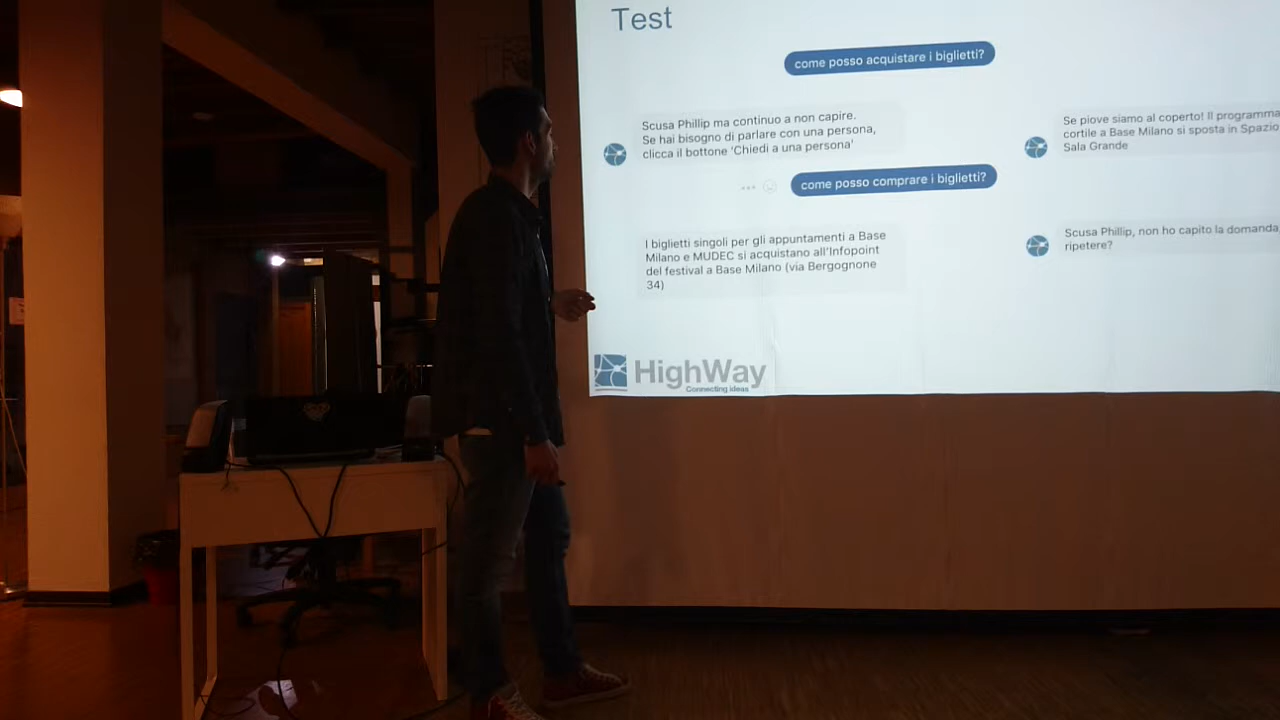 Test
come posso acquistare i biglietti?
Scusa Phillip ma continuo a non capire.
Se hai bisogno di parlare con una persona,
clicca il bottone 'Chiedi a una persona'
come posso comprare i biglietti?
I biglietti singoli per gli appuntamenti a Base
Milano e MUDEC si acquistano all'Infopoint
del festival a Base Milano (via Bergognone
34)
Se piove siamo al coperto! Il programma
cortile a Base Milano si sposta in Spazio
Sala Grande
Scusa Phillip, non ho capito la domanda,
ripetere?
HighWay
Connecting ideas